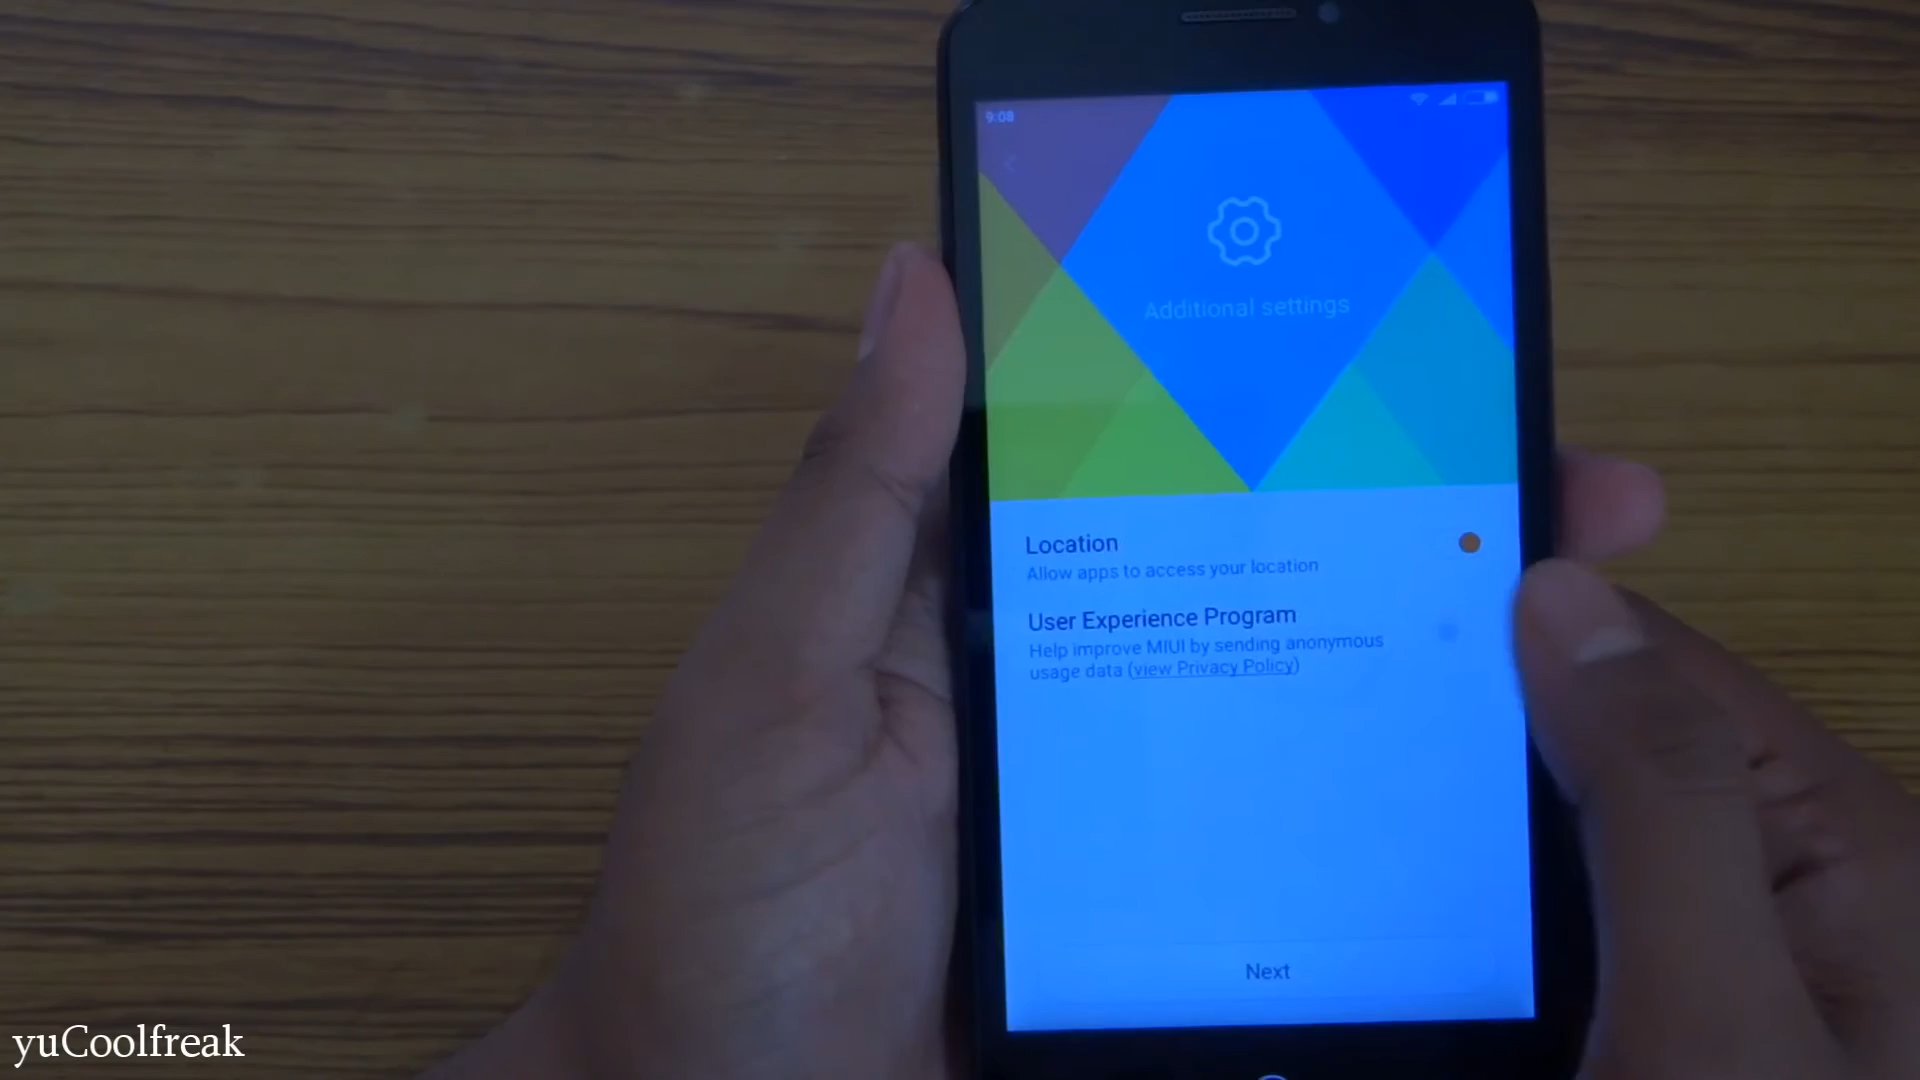 9:08
Additional settings
Location
Allow apps to access your location
User Experience Program
Help improve MIUI by sending anonymous
usage data (view Privacy Policy)
Next
yuCoolfreak